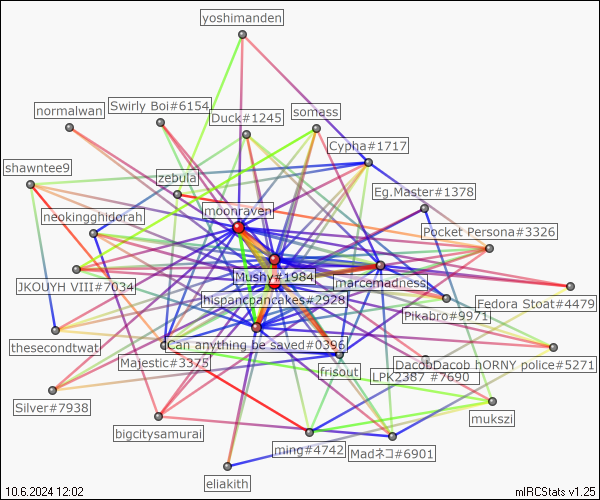 yoshimanden
Swirly Boi#6154
normalwan
Duck#1245
somass
Cypha#1717
shawntee9
zebula
Eg.Master#1378
moonraven
neokingghidorah
Pocket Persona#3326
Mushy#1984
marcemadness
JKOUYH VIII#7034
hispancpancakes#2928
Fedora Stoat#4479
Pikabio#9971
thesecondtwat
Can anything be saved#0396
Majestic#3375
frisout
DacobDacob hORNY police#5271
LPK2387 #7690
Silver#7938
mukszi
bigcitysamurai
ming#4742
Madネコ#6901
eliakith
10.6.2024 12:02
mIRCStats v1.25